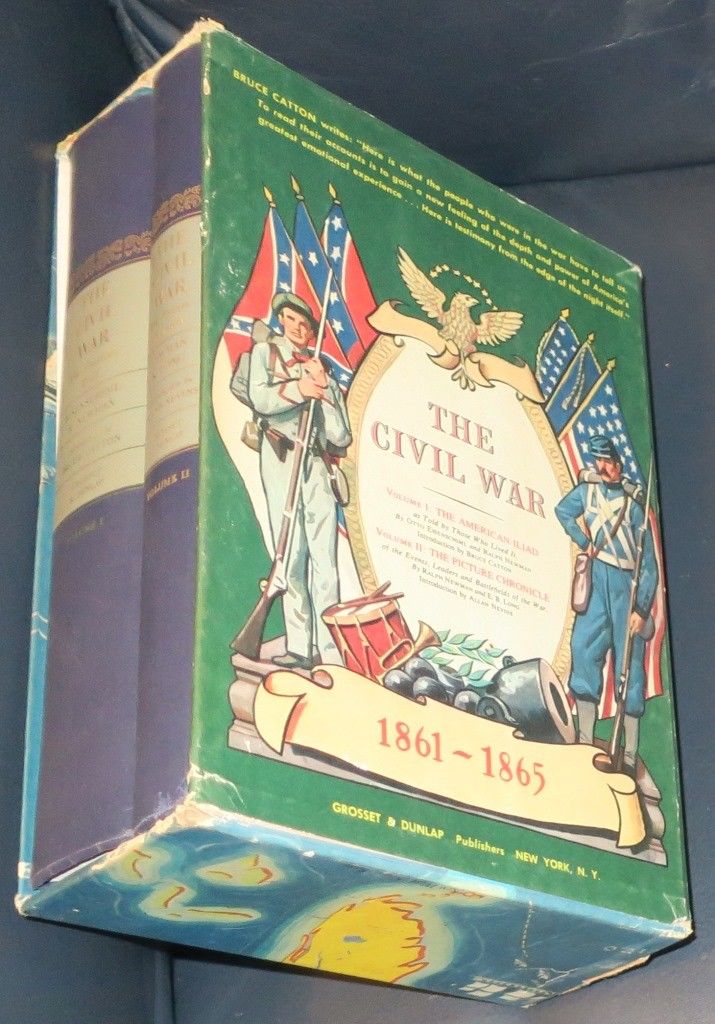 BRUCE CATTON writes: "Here is what the people who were in the war have to tell us.
To read their accounts is to gain a new feeling of the depth and power of America's
greatest emotional experience . . . Here is testimony from the edge of the night itself."
THE
CIVIL WAR
VOLUME I: THE AMERICAN ILIAD
as Told by Those Who Lived It
By OTTO EISENSCHIML and RALPH NEWMAN
Introduction by BRUCE CATTON
VOLUME II: THE PICTURE CHRONICLE
of the Events, Leaders and Battlefields of the War
By RALPH NEWMAN and E. B. LONG
Introduction by ALLAN NEVINS
1861-1865
GROSSET & DUNLAP Publishers NEW YORK, N. Y.
THE
CIVIL
WAR
VOLUME I
THE
CIVIL
WAR
VOLUME II